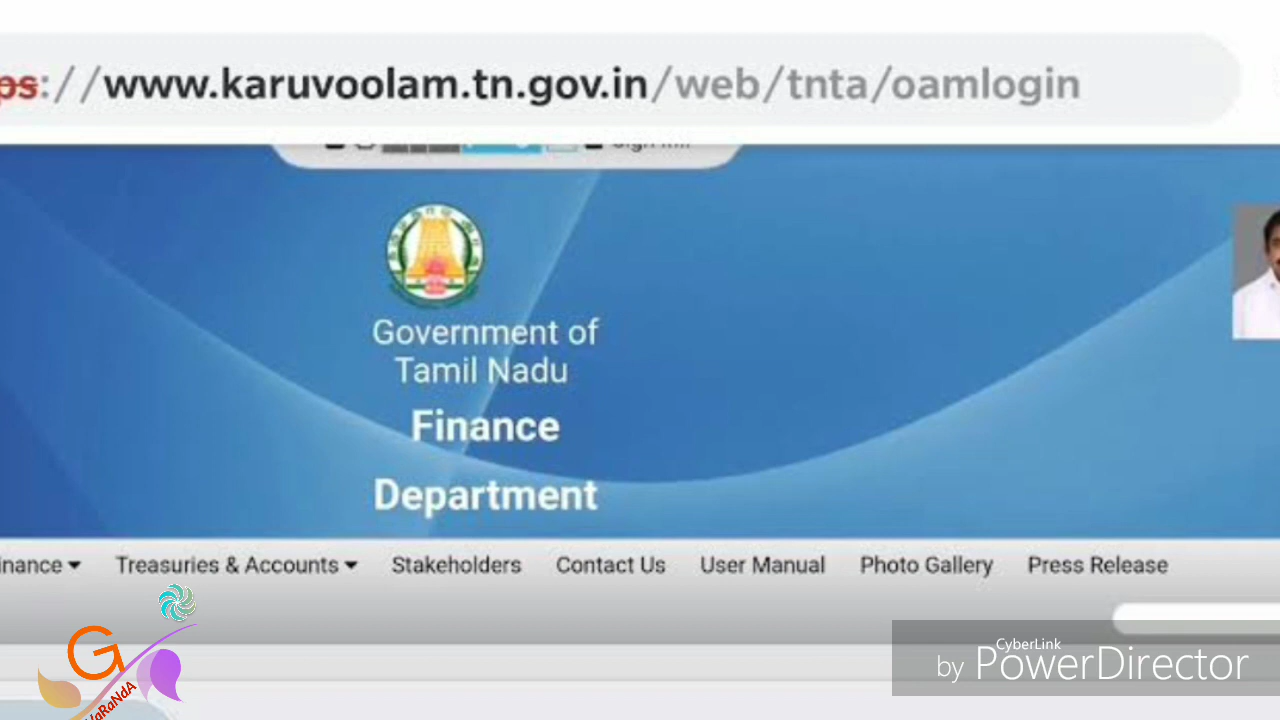 ps://www.karuvoolam.tn.gov.in/web/tnta/oamlogin
Government of
Tamil Nadu
Finance
Department
inance Treasuries & Accounts Stakeholders Contact Us User Manual Photo Gallery Press Release
G
VaRaNdA
by CyberLink PowerDirector